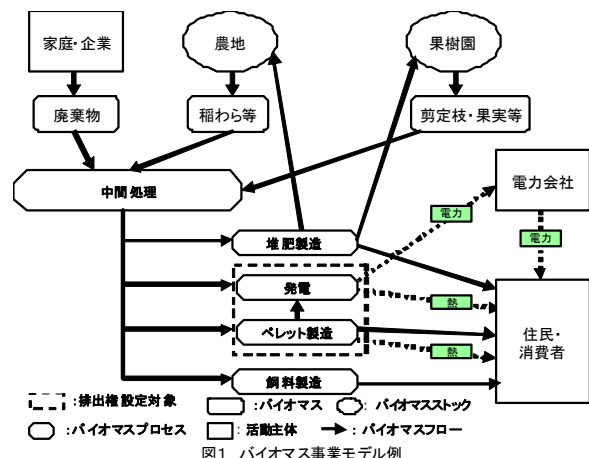 家庭・企業
農地
果樹園
廃棄物
稲わら等
剪定枝・果実等
中間処理
電力会社
電力
電力
堆肥製造
発電
熱
ペレット製造
熱
住民・
消費者
飼料製造
:排出権設定対象
:バイオマス
:バイオマスストック
:バイオマスプロセス
:活動主体
:バイオマスフロー
図1 バイオマス事業モデル例